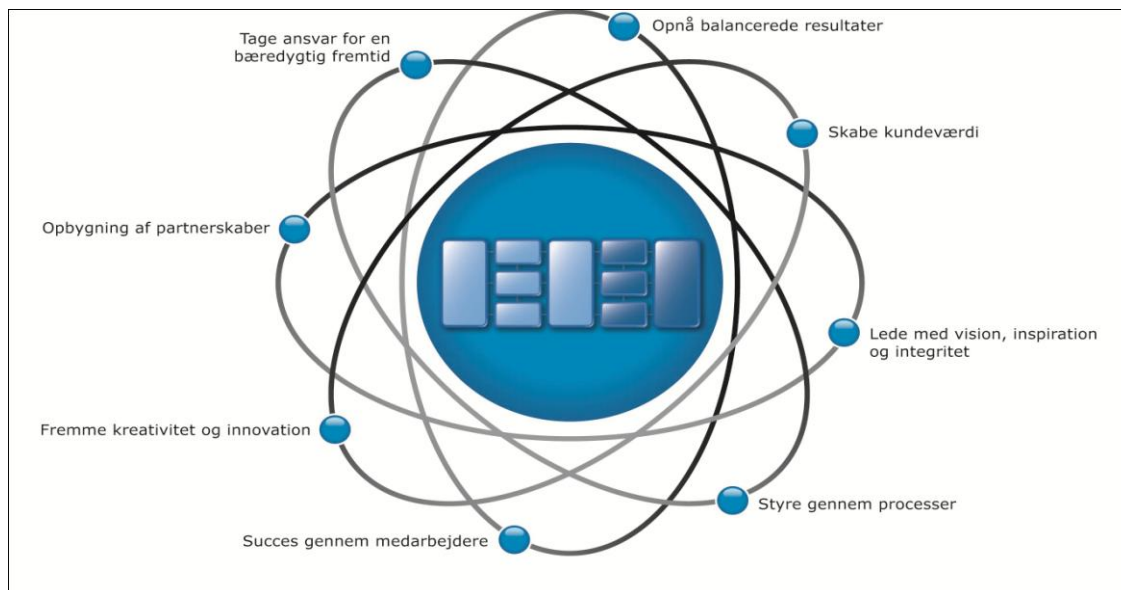 Opnå balancerede resultater
Tage ansvar for en
bæredygtig fremtid
Skabe kundeværdi
Opbygning af partnerskaber
Lede med vision, inspiration
og integritet
Fremme kreativitet og innovation
Styre gennem processer
Succes gennem medarbejdere